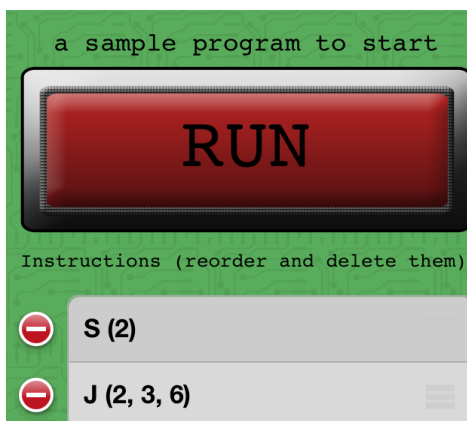 a sample program to start
RUN
Instructions (reorder and delete them)
S (2)
J (2, 3, 6)